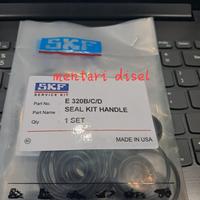 SKF
mentari disel
SKF
SERVICE KIT
Part No. E 320B/C/D
Part Name SEAL KIT HANDLE
Qty 1 SET
MADE IN USA